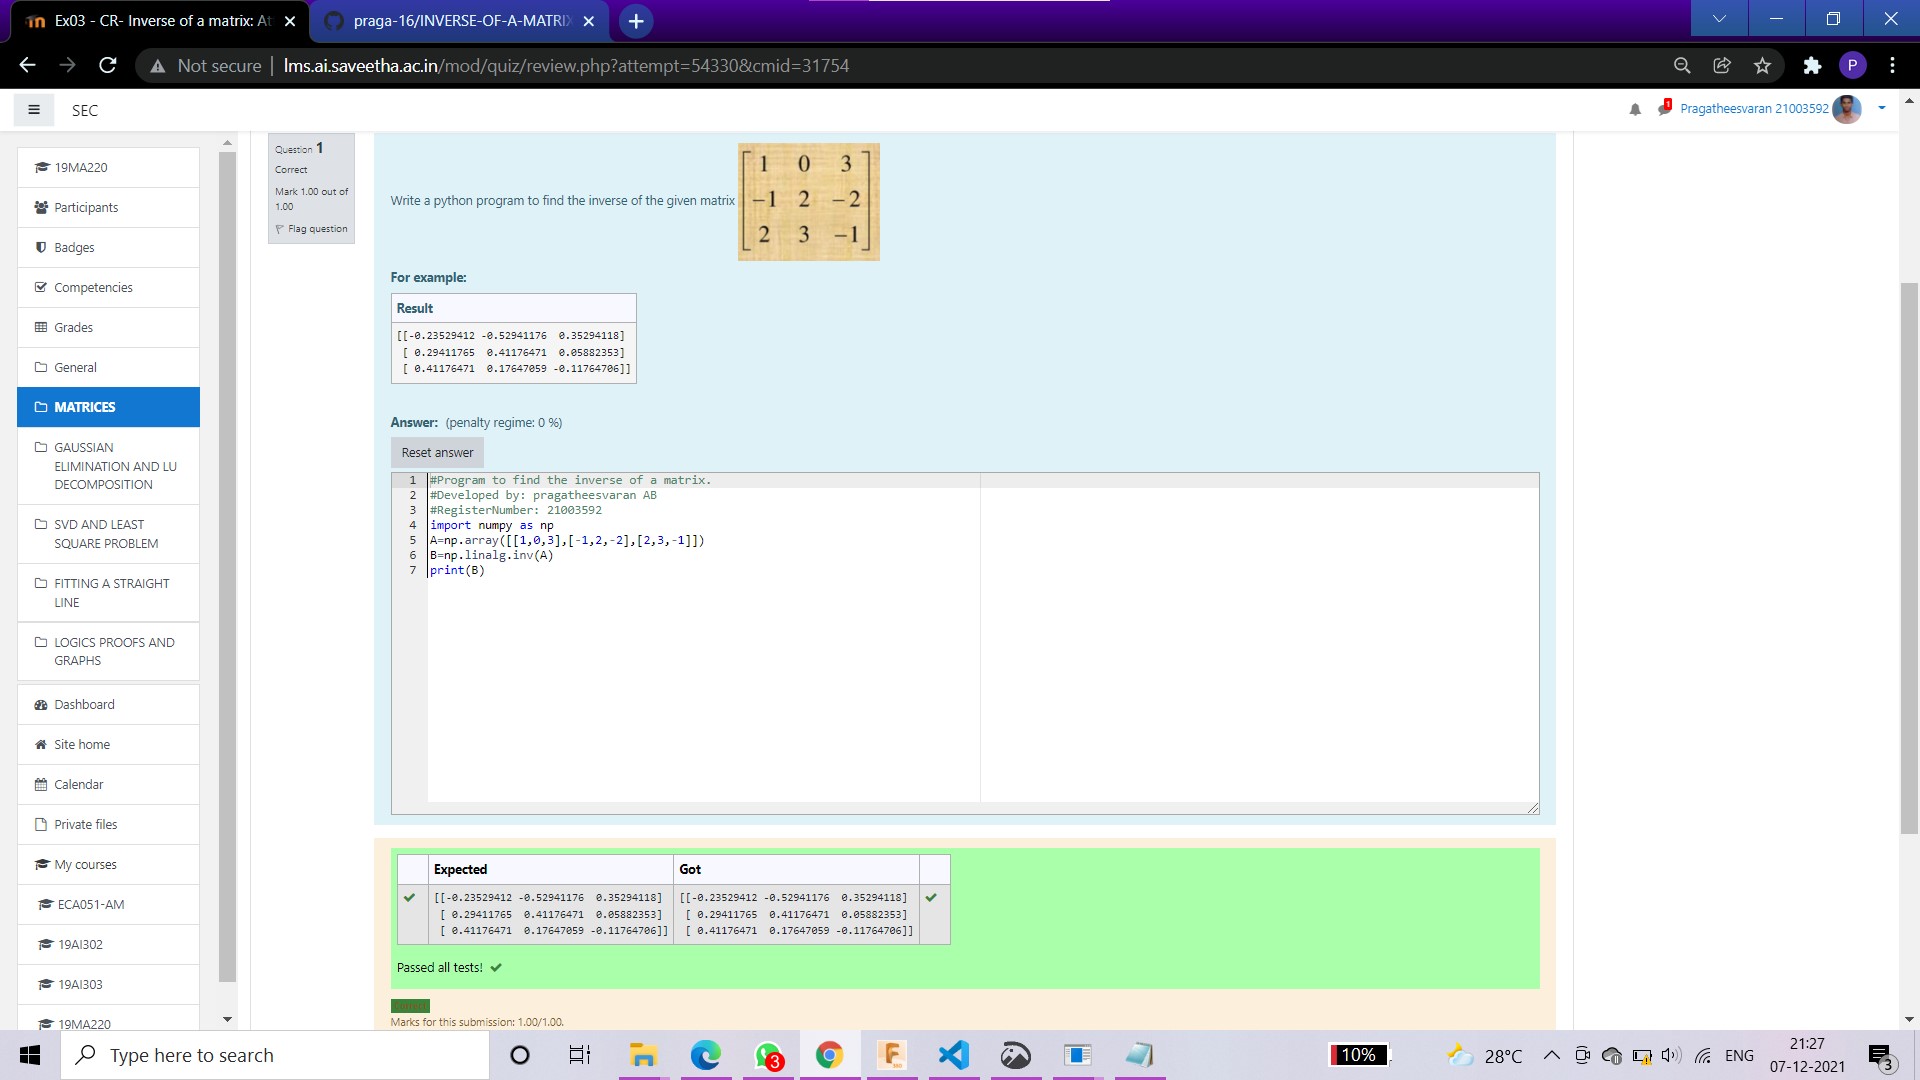 Ex03 - CR- Inverse of a matrix: At
praga-16/INVERSE-OF-A-MATRIX
Not secure | lms.ai.saveetha.ac.in/mod/quiz/review.php?attempt=54330&cmid=31754
P
SEC
1
Pragatheesvaran 21003592
19MA220
Participants
Badges
Competencies
Grades
General
MATRICES
GAUSSIAN
ELIMINATION AND LU
DECOMPOSITION
SVD AND LEAST
SQUARE PROBLEM
FITTING A STRAIGHT
LINE
LOGICS PROOFS AND
GRAPHS
Dashboard
Site home
Calendar
Private files
My courses
ECA051-AM
19AI302
19AI303
19MA220
Question 1
Correct
Mark 1.00 out of
1.00
Flag question
Write a python program to find the inverse of the given matrix
1 0 3
-1 2 -2
2 3 -1
For example:
Result
[[-0.23529412 -0.52941176  0.35294118]
[ 0.29411765  0.41176471  0.05882353]
[ 0.41176471  0.17647059 -0.11764706]]
Answer: (penalty regime: 0 %)
Reset answer
1 #Program to find the inverse of a matrix.
2 #Developed by: pragatheesvaran AB
3 #RegisterNumber: 21003592
4 import numpy as np
5 A=np.array([[1,0,3],[-1,2,-2],[2,3,-1]])
6 B=np.linalg.inv(A)
7 print(B)
Expected Got
[[-0.23529412 -0.52941176  0.35294118] [[-0.23529412 -0.52941176  0.35294118]
[ 0.29411765  0.41176471  0.05882353] [ 0.29411765  0.41176471  0.05882353]
[ 0.41176471  0.17647059 -0.11764706]] [ 0.41176471  0.17647059 -0.11764706]]
Passed all tests!
Marks for this submission: 1.00/1.00.
Type here to search
3
10%
28°C
ENG
21:27
07-12-2021
3